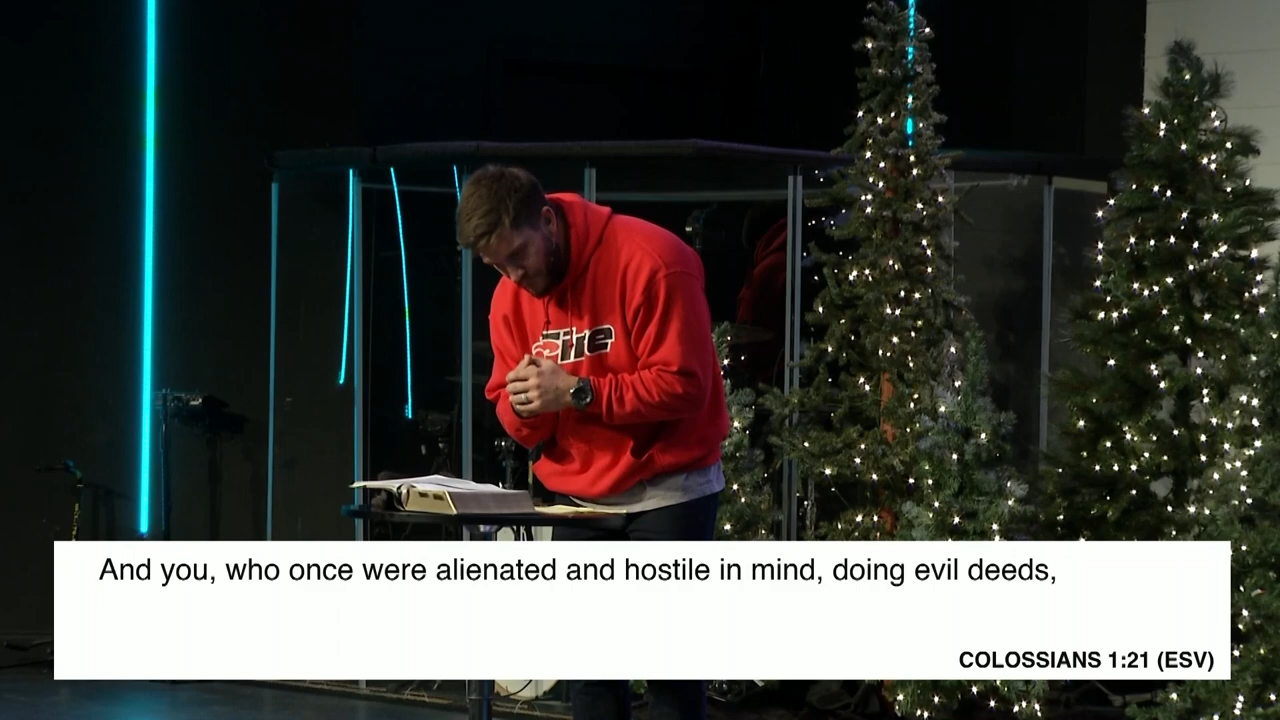 And you, who once were alienated and hostile in mind, doing evil deeds,
COLOSSIANS 1:21 (ESV)